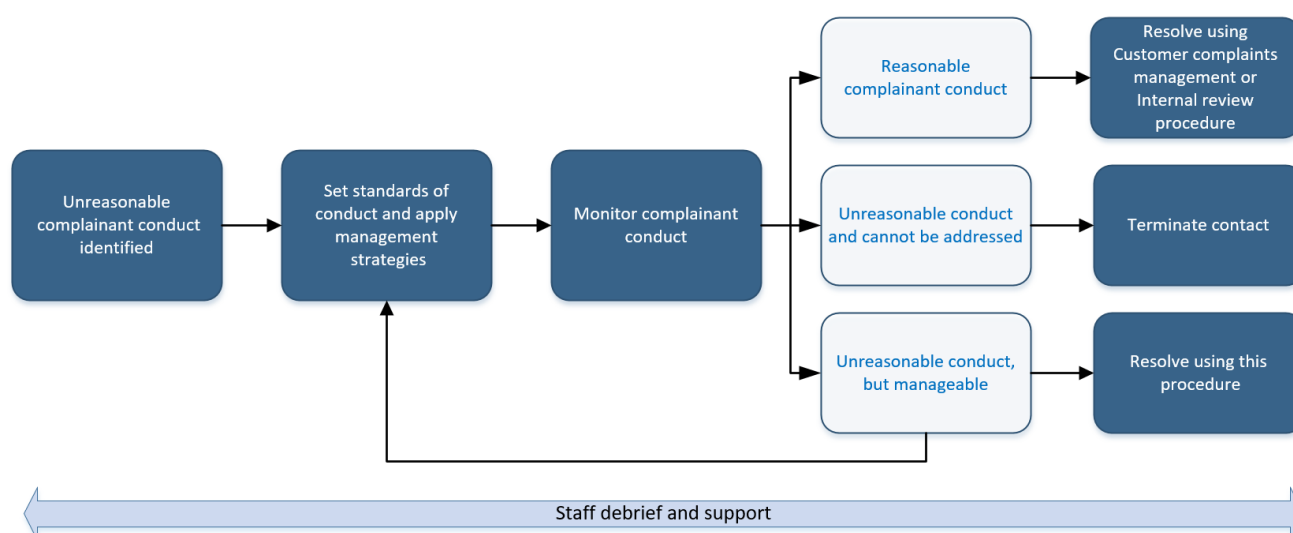 Unreasonable
complainant conduct
identified
Set standards of
conduct and apply
management
strategies
Monitor complainant
conduct
Reasonable
complainant conduct
Resolve using
Customer complaints
management or
Internal review
procedure
Unreasonable conduct
and cannot be addressed
Terminate contact
Unreasonable conduct,
but manageable
Resolve using this
procedure
Staff debrief and support